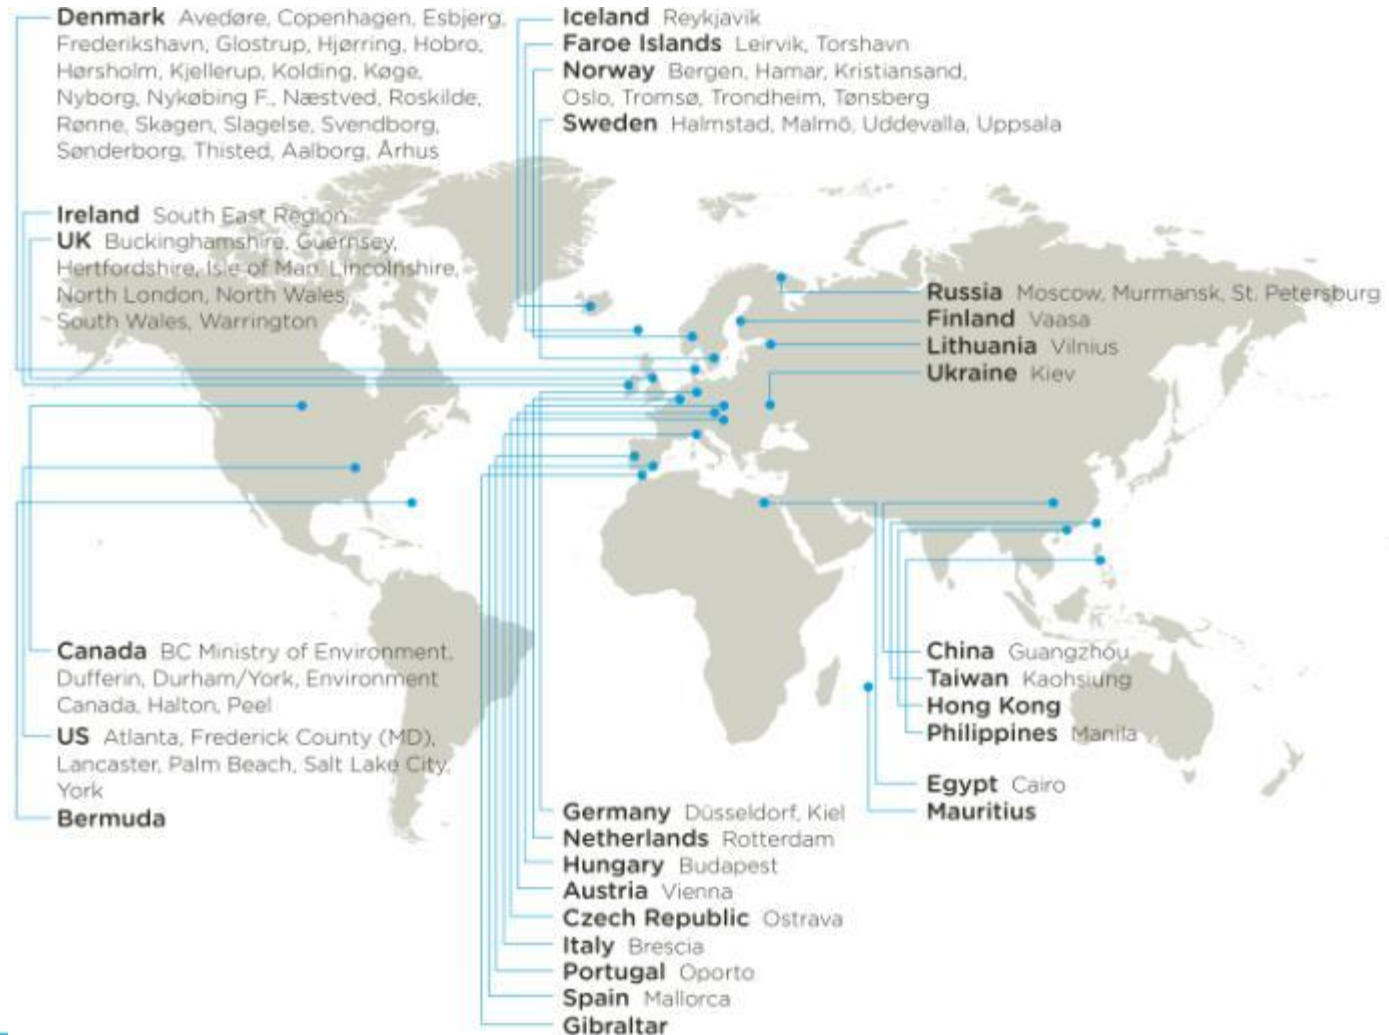 Denmark Avedøre, Copenhagen, Esbjerg,
Frederikshavn, Glostrup, Hjørring, Hobro,
Hørsholm, Kjellerup, Kolding, Køge,
Nyborg, Nykøbing F., Næstved, Roskilde,
Rønne, Skagen, Slagelse, Svendborg,
Sønderborg, Thisted, Aalborg, Århus
Iceland Reykjavik
Faroe Islands Leirvik, Torshavn
Norway Bergen, Hamar, Kristiansand,
Oslo, Tromsø, Trondheim, Tønsberg
Sweden Halmstad, Malmö, Uddevalla, Uppsala
Ireland South East Region
UK Buckinghamshire, Guernsey,
Hertfordshire, Isle of Man, Lincolnshire,
North London, North Wales,
South Wales, Warrington
Russia Moscow, Murmansk, St. Petersburg
Finland Vaasa
Lithuania Vilnius
Ukraine Kiev
Canada BC Ministry of Environment,
Dufferin, Durham/York, Environment
Canada, Halton, Peel
US Atlanta, Frederick County (MD),
Lancaster, Palm Beach, Salt Lake City,
York
Bermuda
Germany Düsseldorf, Kiel
Netherlands Rotterdam
Hungary Budapest
Austria Vienna
Czech Republic Ostrava
Italy Brescia
Portugal Oporto
Spain Mallorca
Gibraltar
China Guangzhou
Taiwan Kaohsiung
Hong Kong
Philippines Manila
Egypt Cairo
Mauritius